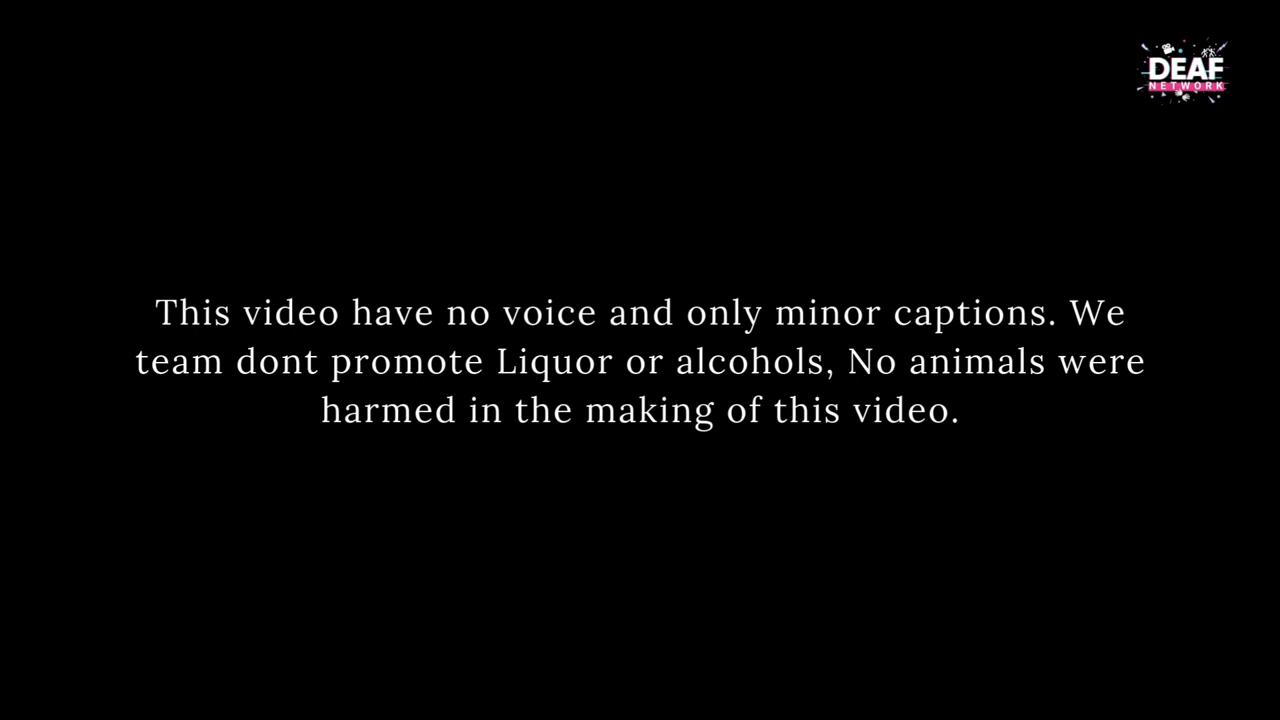 DEAF
NETWORK
This video have no voice and only minor captions. We
team dont promote Liquor or alcohols, No animals were
harmed in the making of this video.